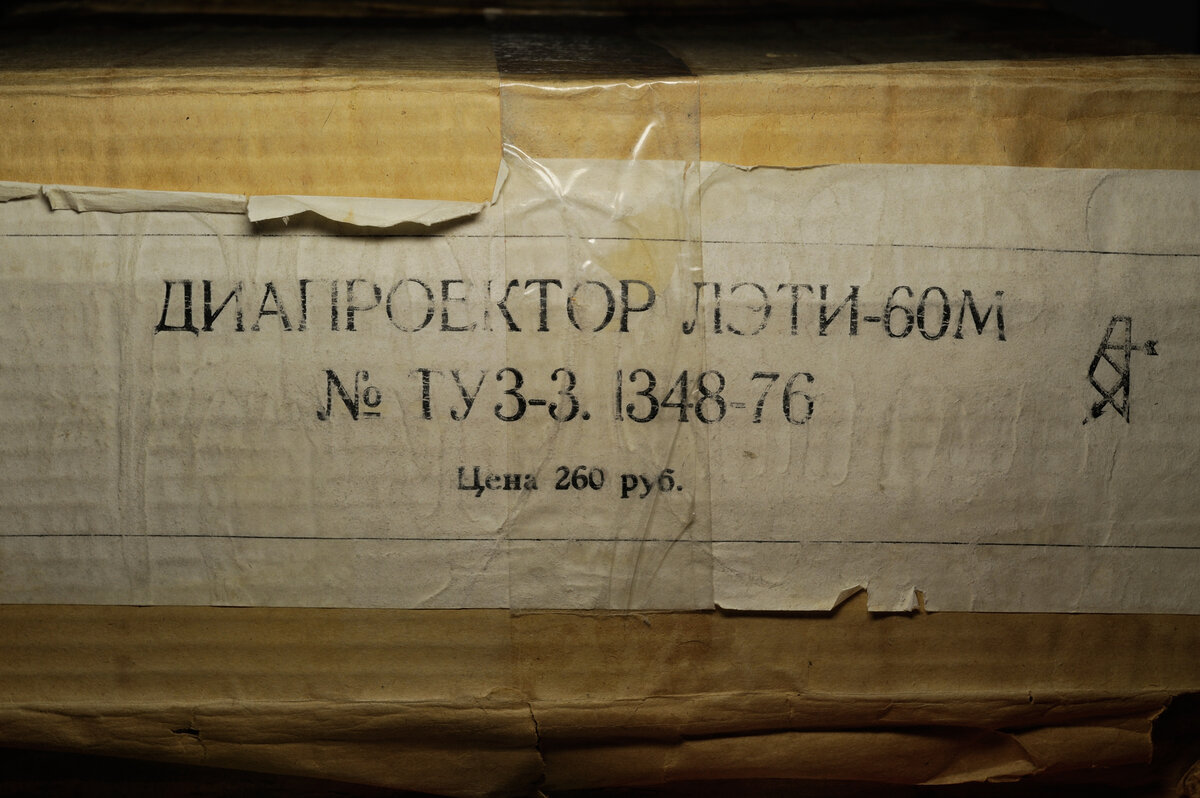 ДИАПРОЕКТОР ЛЭТИ-60М
№ ТУ3-3. 1348-76
Цена 260 руб.